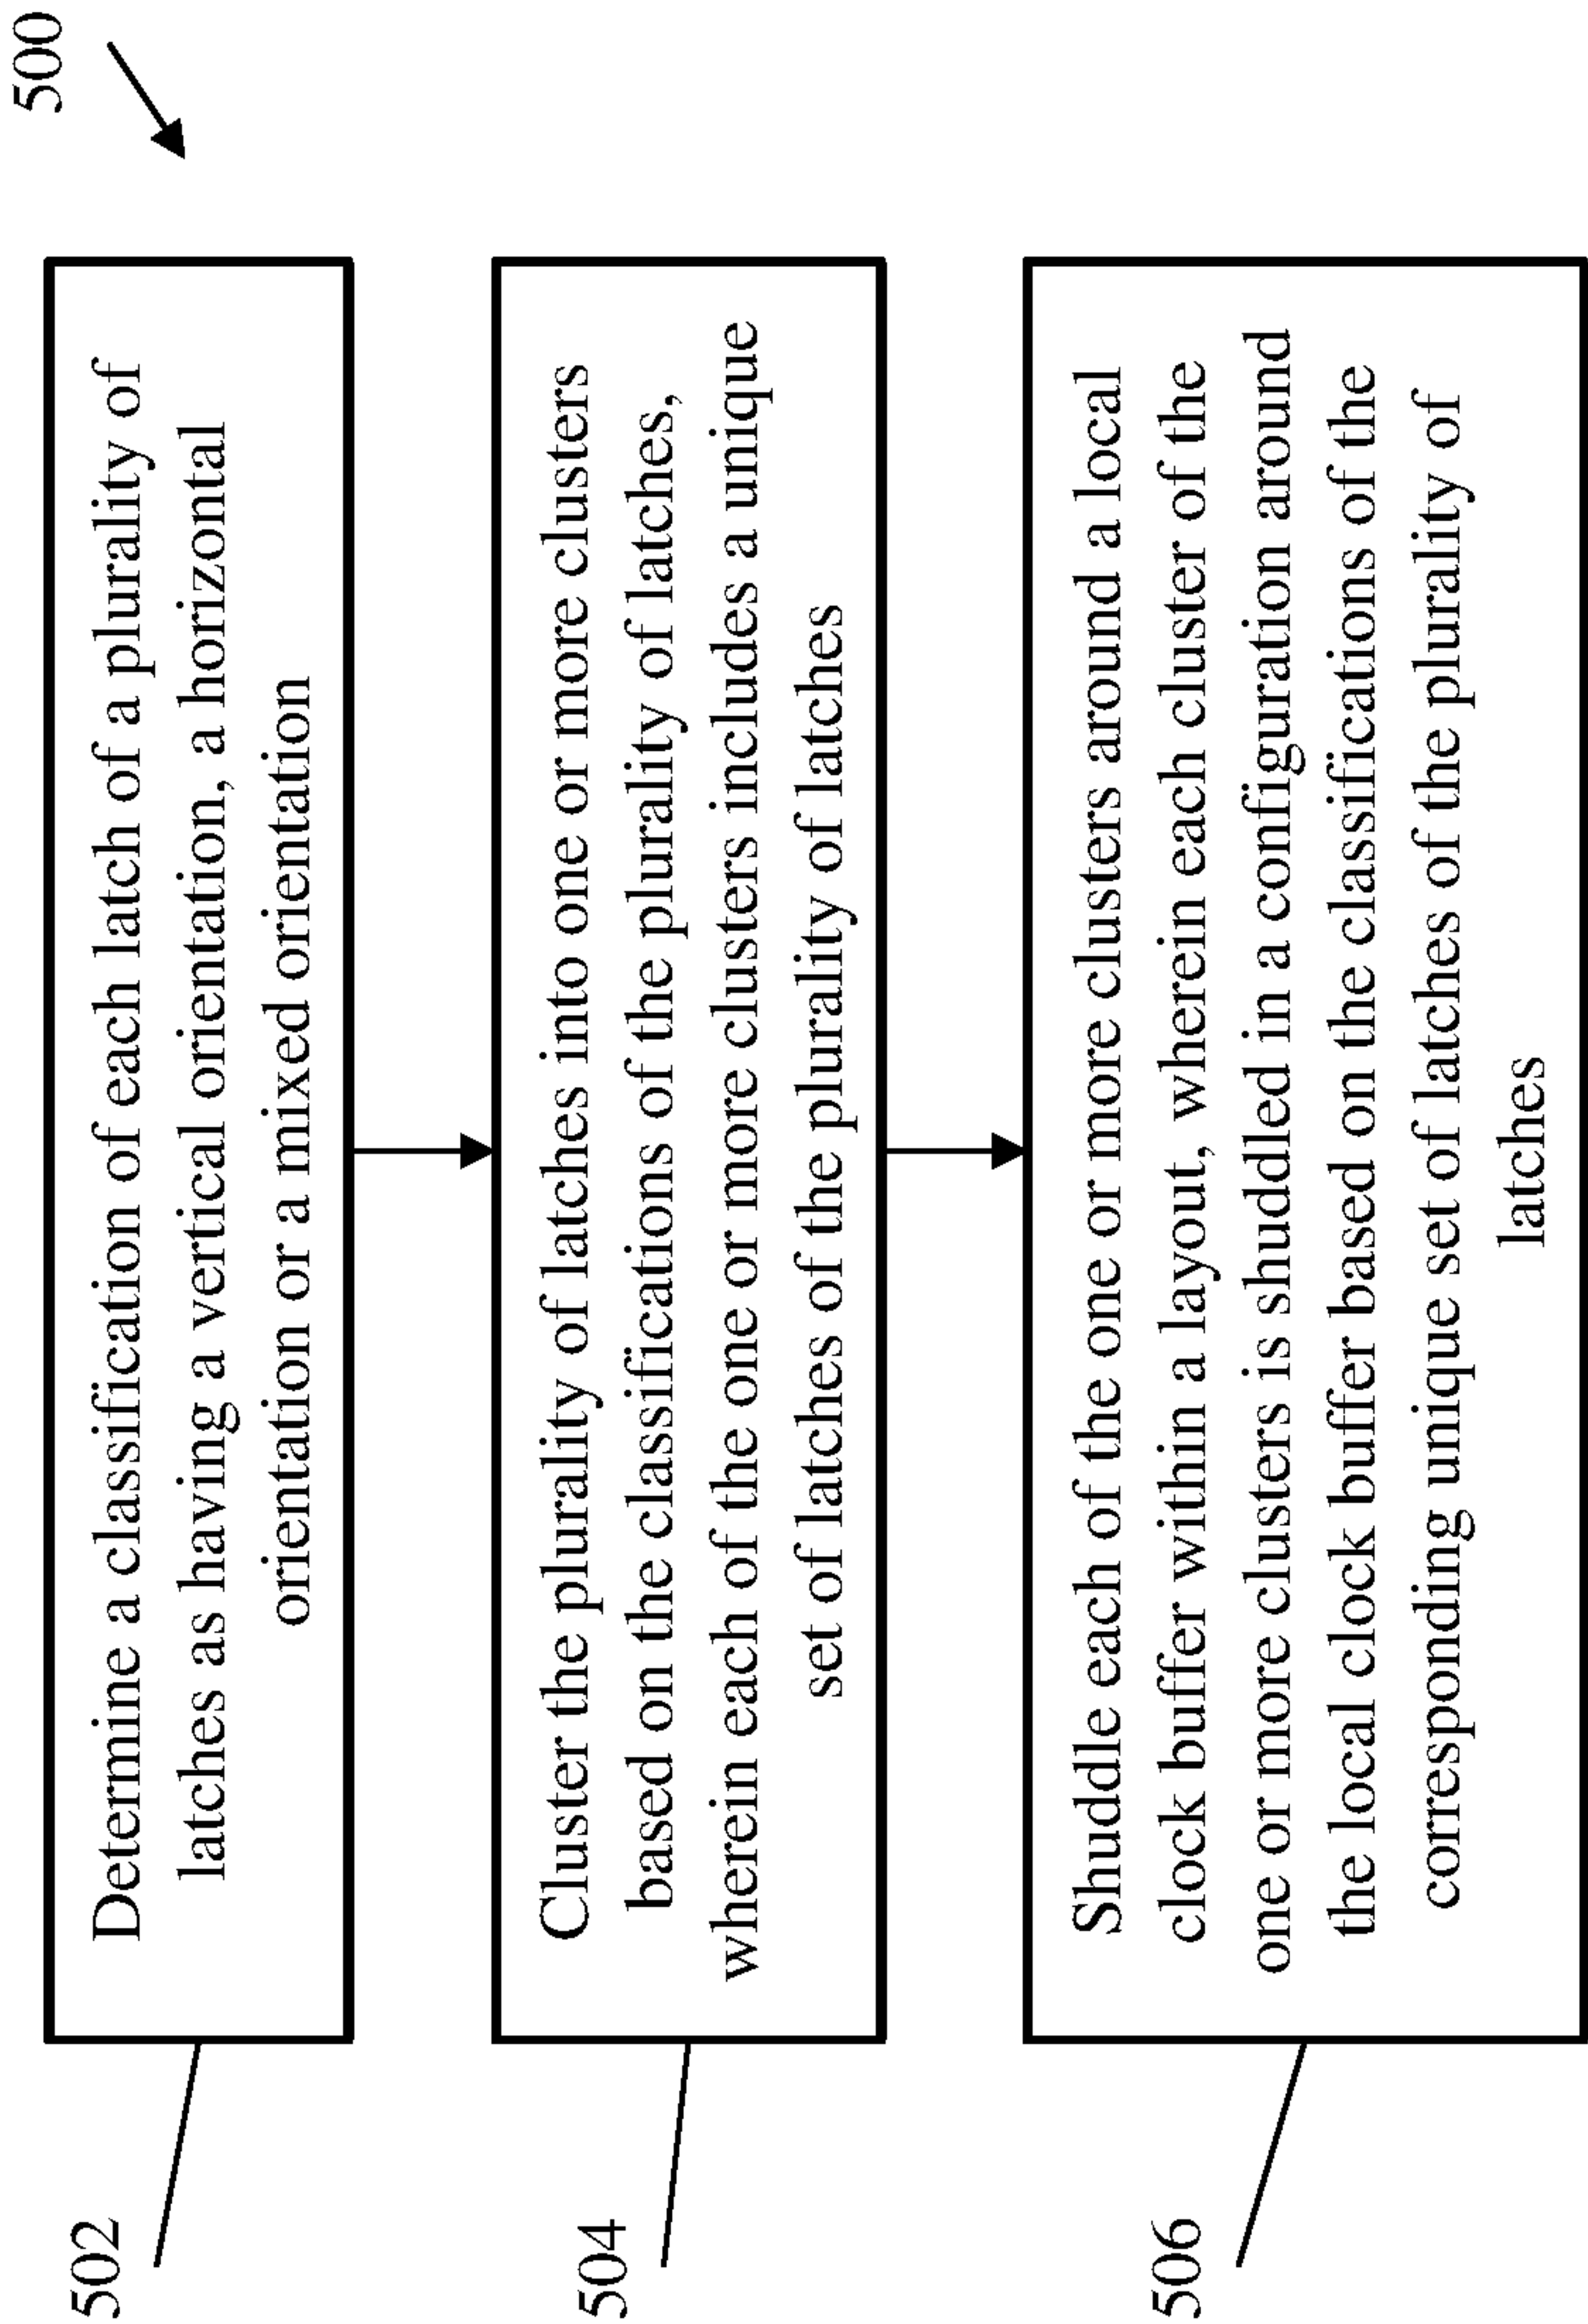 500
502
Determine a classification of each latch of a plurality of
latches as having a vertical orientation, a horizontal
orientation or a mixed orientation
504
Cluster the plurality of latches into one or more clusters
based on the classifications of the plurality of latches,
wherein each of the one or more clusters includes a unique
set of latches of the plurality of latches
506
Shuddle each of the one or more clusters around a local
clock buffer within a layout, wherein each cluster of the
one or more clusters is shuddled in a configuration around
the local clock buffer based on the classifications of the
corresponding unique set of latches of the plurality of
latches